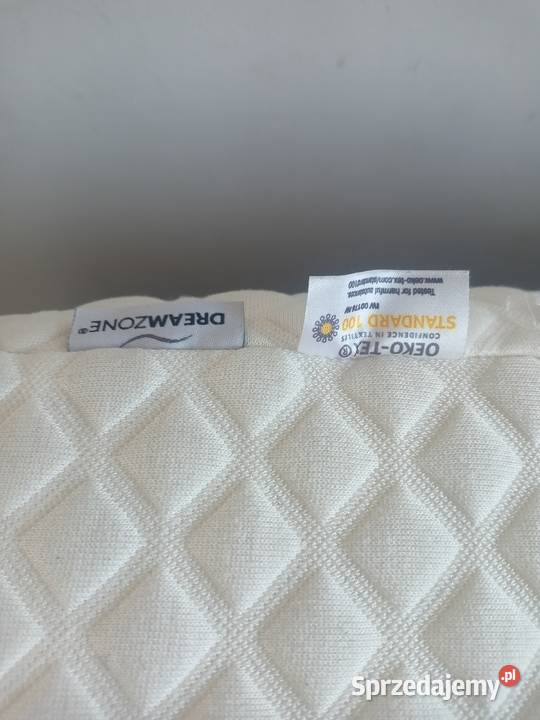 DREAMZONE®
OEKO-TEX®
CONFIDENCE IN TEXTILES
STANDARD 100
Tested for harmful substances.
www.oeko-tex.com/standard100
Sprzedajemy.pl